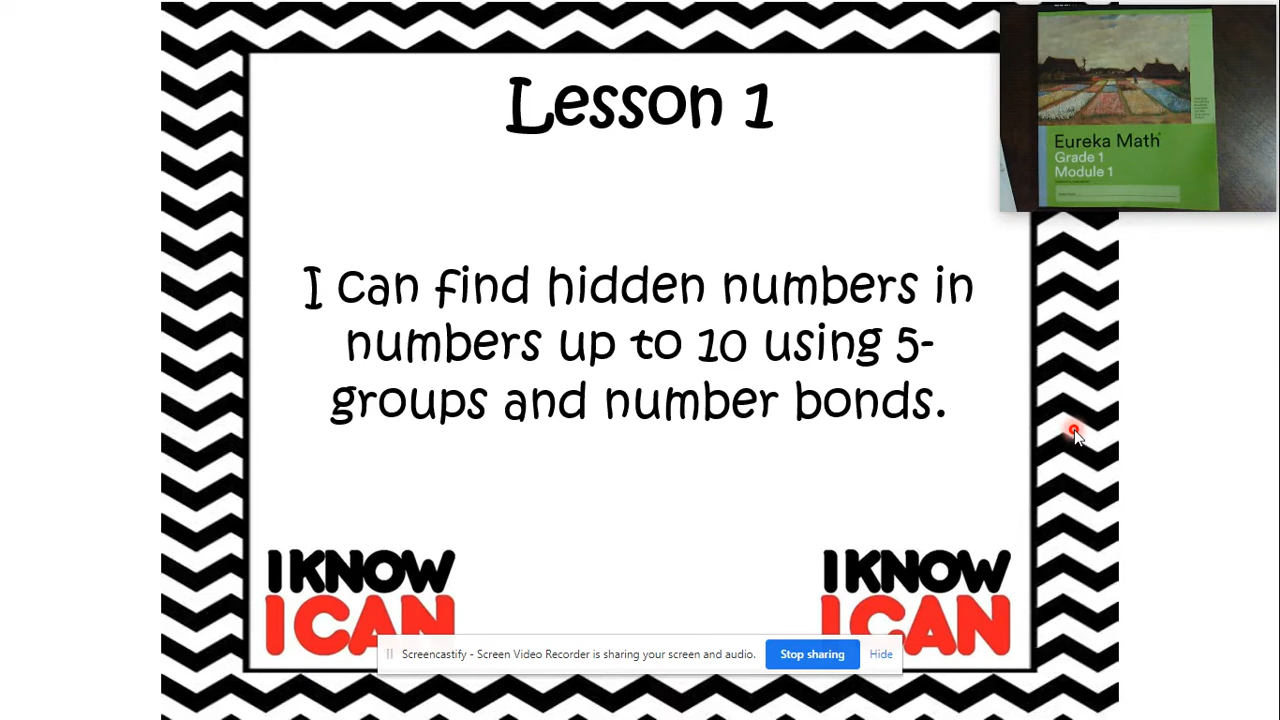 Lesson 1
I can find hidden numbers in
numbers up to 10 using 5-
groups and number bonds.
I KNOW
I CAN
I KNOW
I CAN
Eureka Math
Grade 1
Module 1
Screencastify - Screen Video Recorder is sharing your screen and audio.
Stop sharing
Hide